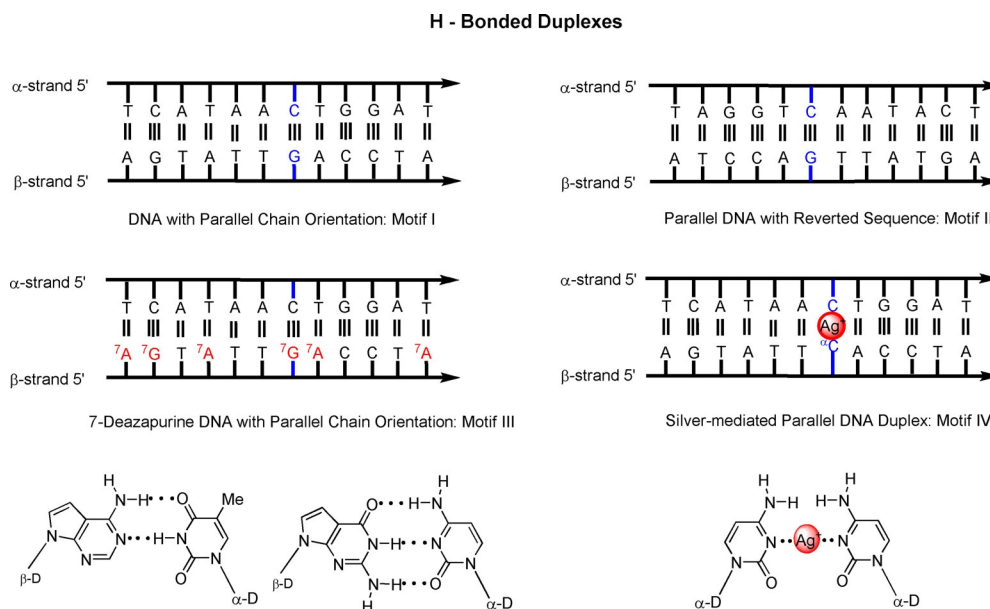 H - Bonded Duplexes
α-strand 5'
T C A T A A C T G G A T
A G T A T T G A C C T A
β-strand 5'
DNA with Parallel Chain Orientation: Motif I
α-strand 5'
T A G G T C A A T A C T
A T C C A G T T A T G A
β-strand 5'
Parallel DNA with Reverted Sequence: Motif II
α-strand 5'
T C A T A A C T G G A T
⁷A ⁷G T ⁷A T T ⁷G ⁷A C C T ⁷A
β-strand 5'
7-Deazapurine DNA with Parallel Chain Orientation: Motif III
α-strand 5'
T C A T A A C T G G A T
Ag⁺
A G T A T T ᵅC A C C T A
β-strand 5'
Silver-mediated Parallel DNA Duplex: Motif IV
H
N-H O Me
N N H N
N N O
β-D α-D
O H H
N
N N-H N
N N O N
H
β-D H α-D
H H
N-H H-N
N Ag⁺ N
N O O N
α-D α-D